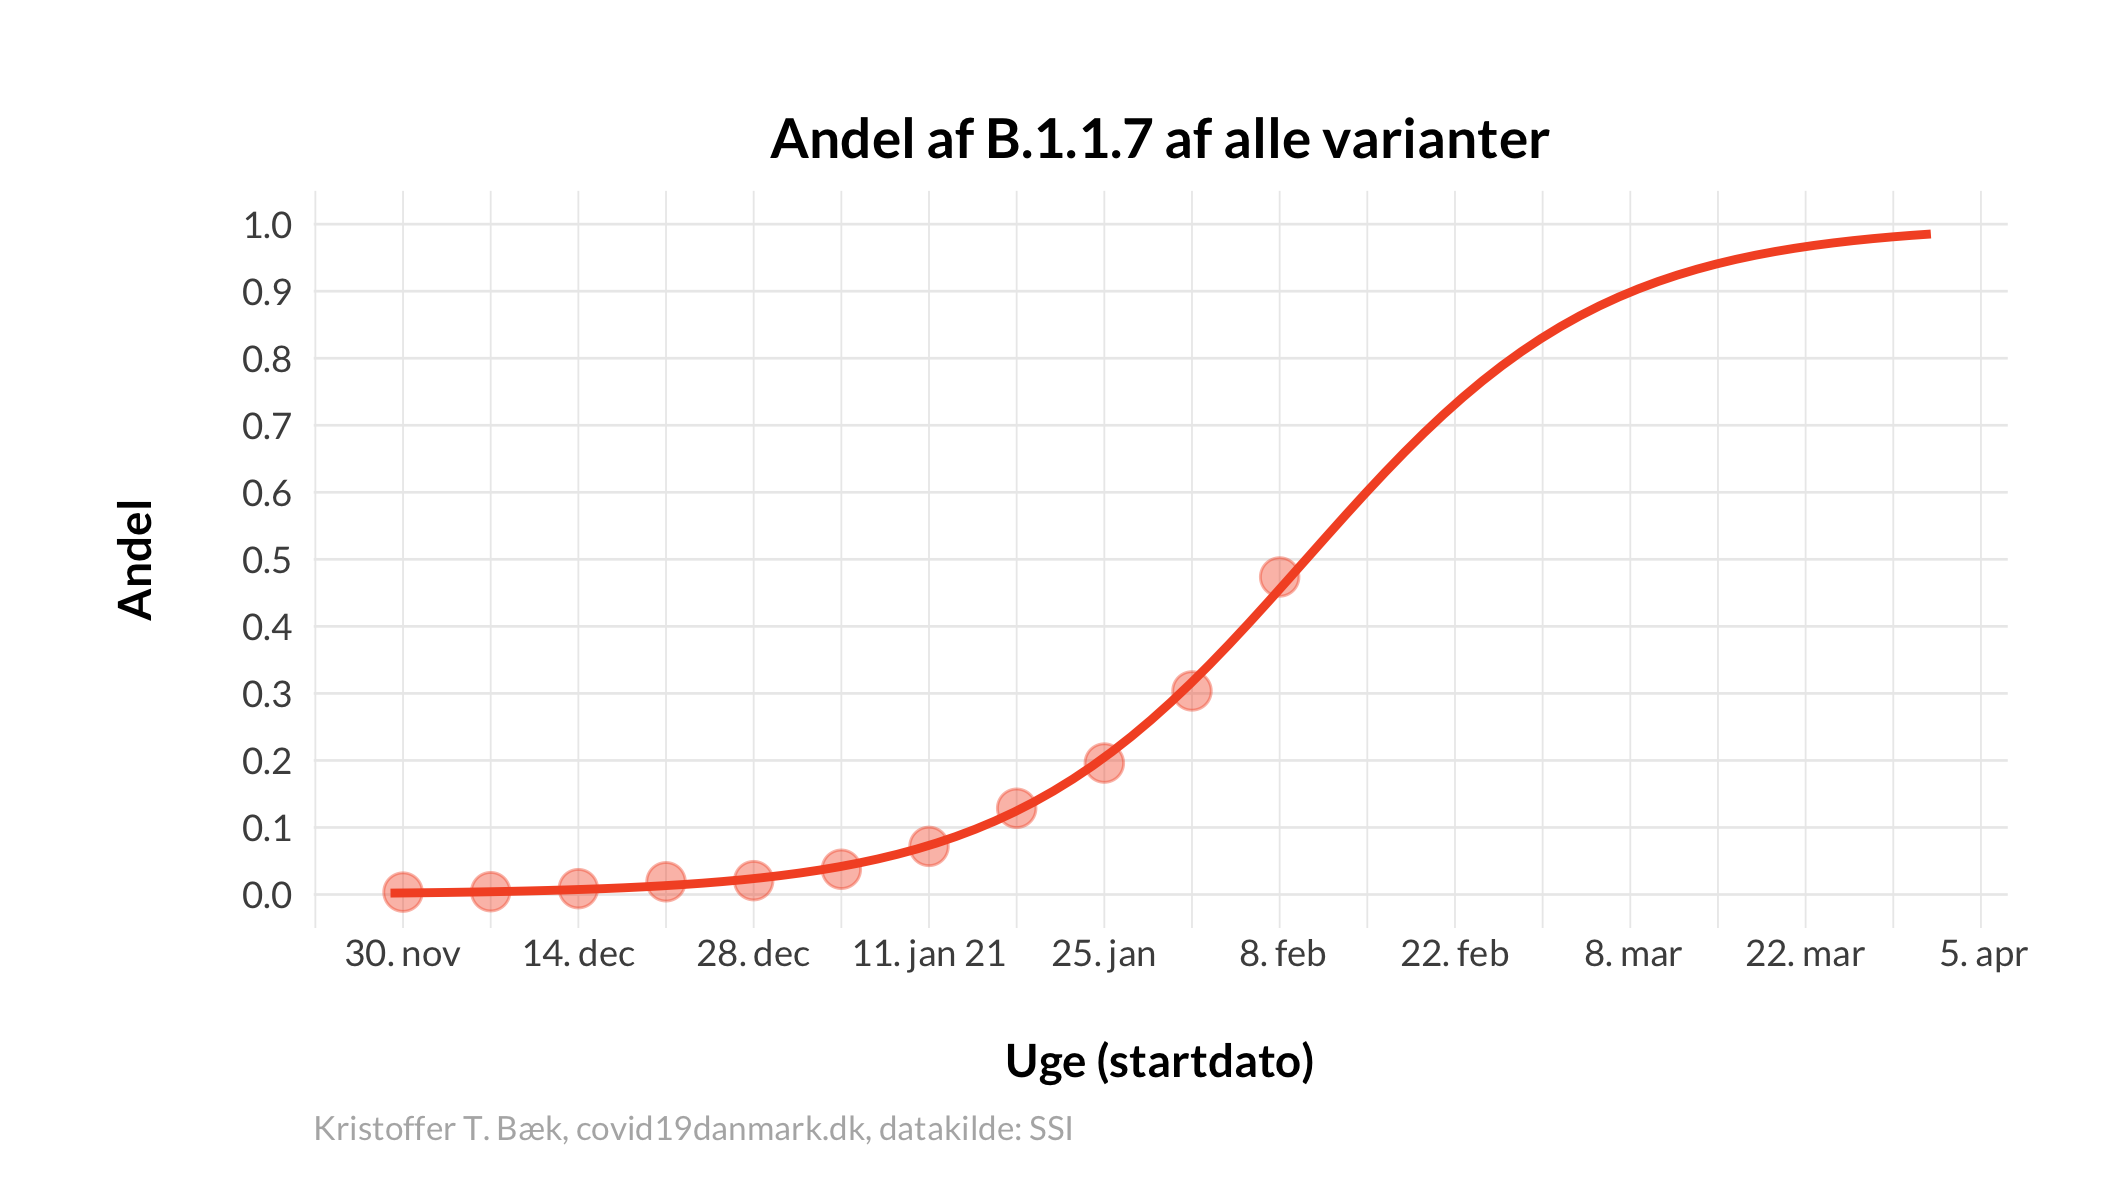 Andel af B.1.1.7 af alle varianter
Andel
1.0
0.9
0.8
0.7
0.6
0.5
0.4
0.3
0.2
0.1
0.0
30. nov 14. dec 28. dec 11. jan 21 25. jan 8. feb 22. feb 8. mar 22. mar 5. apr
Uge (startdato)
Kristoffer T. Bæk, covid19danmark.dk, datakilde: SSI